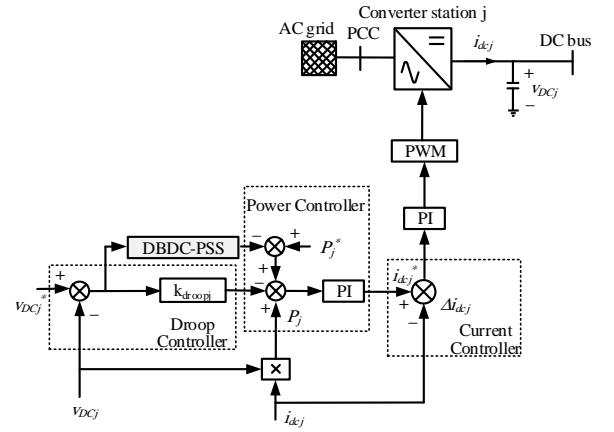 Converter station j
AC grid
PCC
i_dcj
DC bus
+
v_DCj
−
PWM
PI
Power Controller
DBDC-PSS
−
+
P_j^*
+
i_dcj^*
+
v_DCj^*
−
k_droopj
−
PI
+
Δi_dcj
+
P_j
−
Droop
Controller
Current
Controller
×
v_DCj
i_dcj